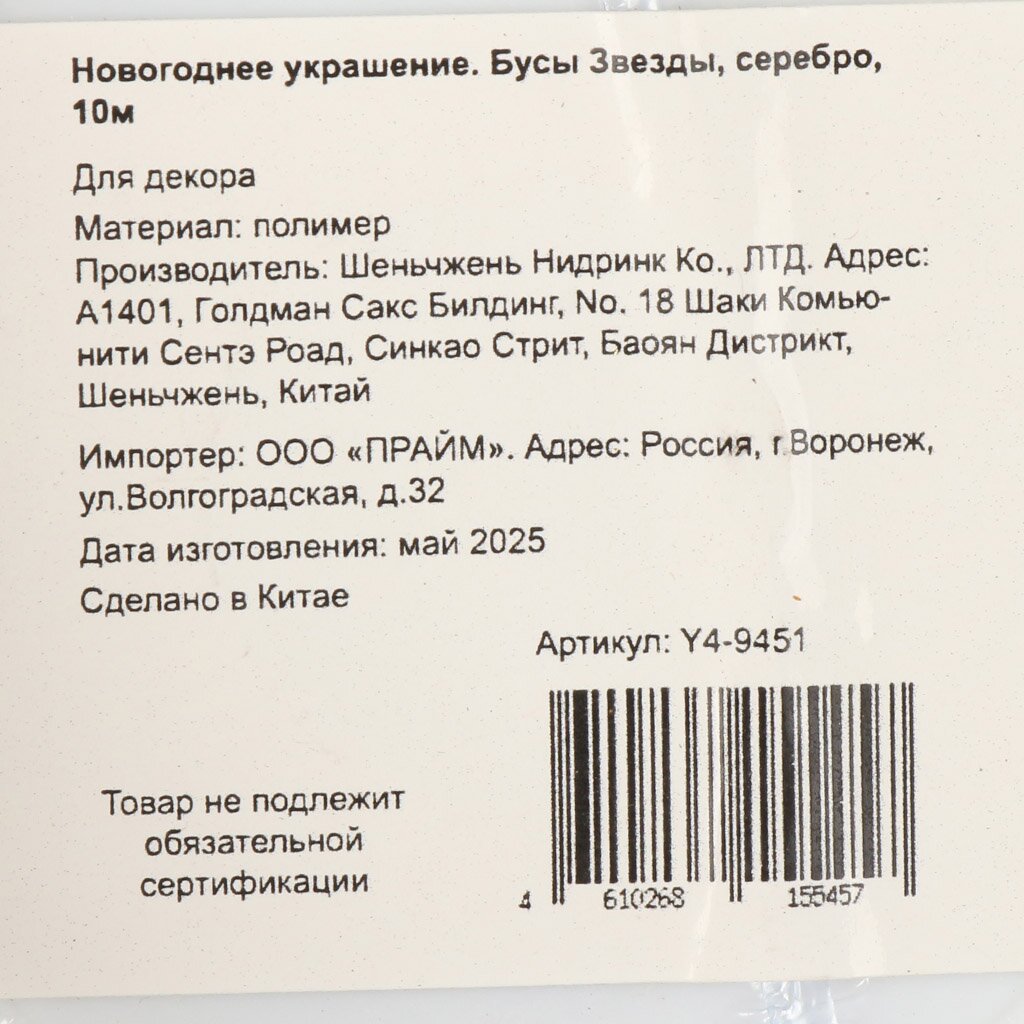 Новогоднее украшение. Бусы Звезды, серебро,
10м
Для декора
Материал: полимер
Производитель: Шеньчжень Нидринк Ко., ЛТД. Адрес:
А1401, Голдман Сакс Билдинг, No. 18 Шаки Комью-
нити Сентэ Роад, Синкао Стрит, Баоян Дистрикт,
Шеньчжень, Китай
Импортер: ООО «ПРАЙМ». Адрес: Россия, г.Воронеж,
ул.Волгоградская, д.32
Дата изготовления: май 2025
Сделано в Китае
Артикул: Y4-9451
Товар не подлежит
обязательной
сертификации
4 610268 155457